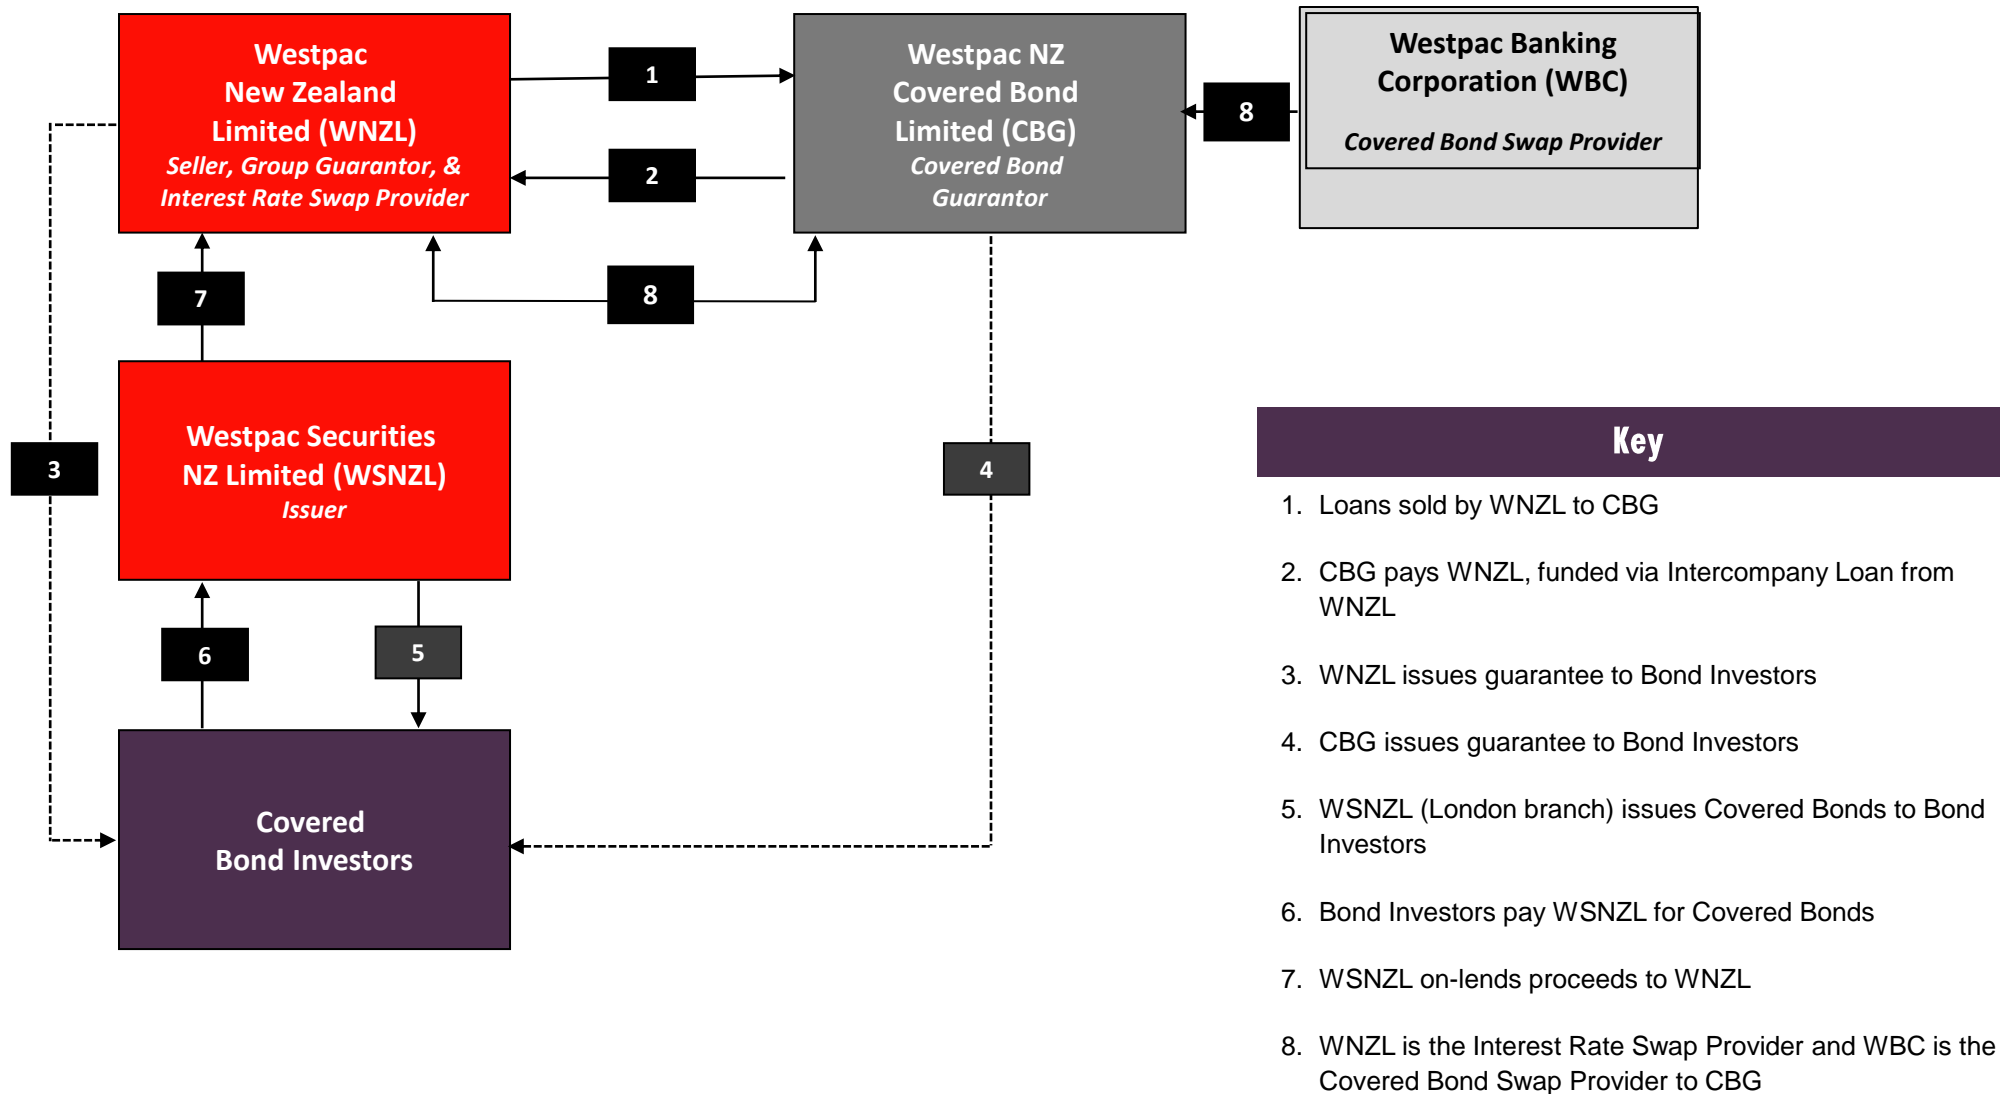 Westpac
New Zealand
Limited (WNZL)
Seller, Group Guarantor, &
Interest Rate Swap Provider
1
2
8
Westpac NZ
Covered Bond
Limited (CBG)
Covered Bond
Guarantor
8
Westpac Banking
Corporation (WBC)
Covered Bond Swap Provider
7
3
Westpac Securities
NZ Limited (WSNZL)
Issuer
4
6
5
Covered
Bond Investors
Key
1. Loans sold by WNZL to CBG
2. CBG pays WNZL, funded via Intercompany Loan from
WNZL
3. WNZL issues guarantee to Bond Investors
4. CBG issues guarantee to Bond Investors
5. WSNZL (London branch) issues Covered Bonds to Bond
Investors
6. Bond Investors pay WSNZL for Covered Bonds
7. WSNZL on-lends proceeds to WNZL
8. WNZL is the Interest Rate Swap Provider and WBC is the
Covered Bond Swap Provider to CBG